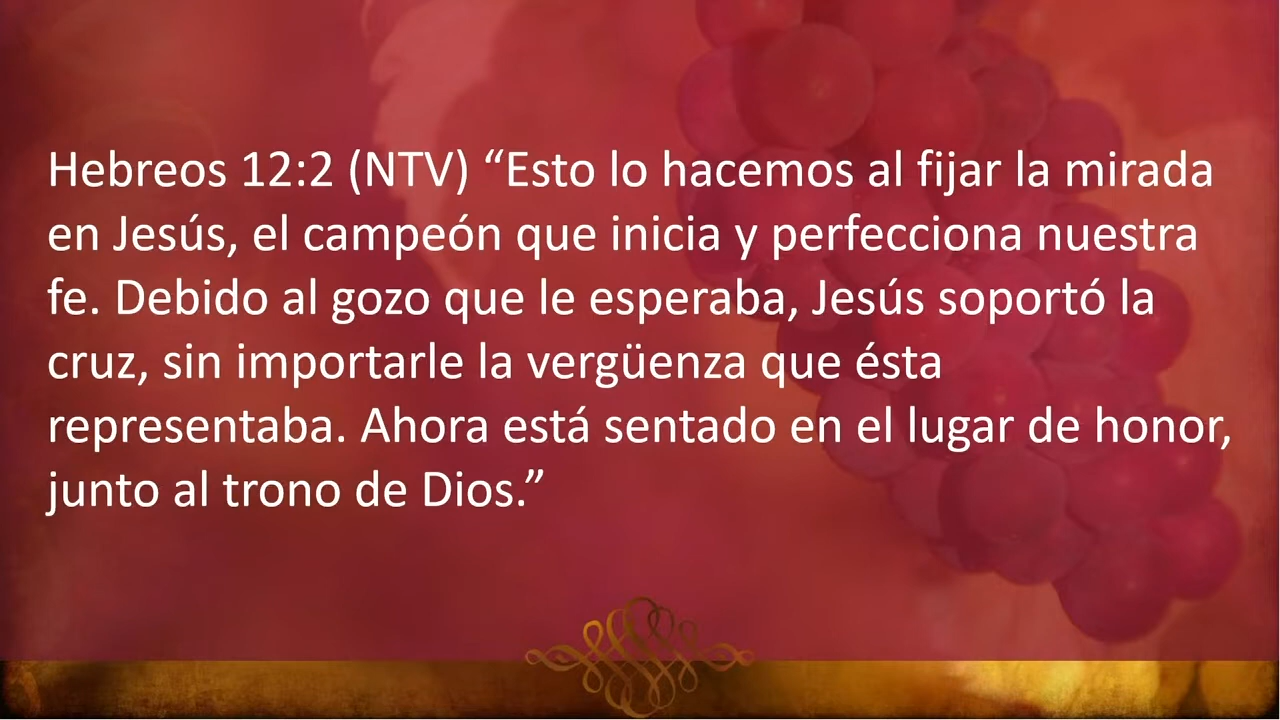 Hebreos 12:2 (NTV) “Esto lo hacemos al fijar la mirada
en Jesús, el campeón que inicia y perfecciona nuestra
fe. Debido al gozo que le esperaba, Jesús soportó la
cruz, sin importarle la vergüenza que ésta
representaba. Ahora está sentado en el lugar de honor,
junto al trono de Dios.”